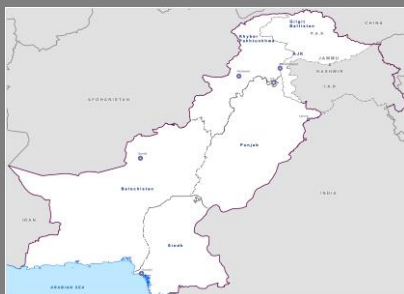 CHINA
Gilgit
Baltistan
P.A.K
Khyber
Pakhtunkhwa
AJK
JAMMU
KASHMIR
I.A.K
AFGHANISTAN
Punjab
Balochistan
INDIA
IRAN
Sindh
ARABIAN SEA